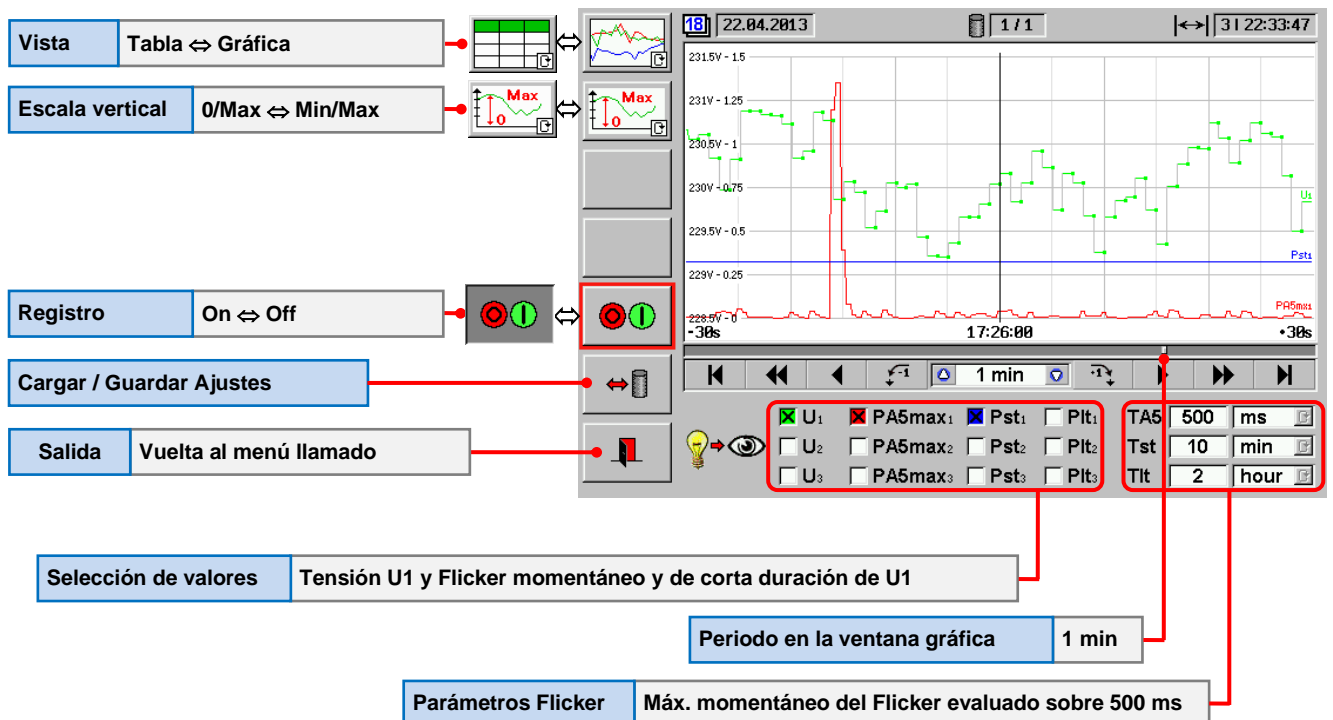 18 22.04.2013 1 / 1 3 | 22:33:47
Vista Tabla ⇔ Gráfica
231.5V - 1.5
Escala vertical 0/Max ⇔ Min/Max
Max
0
Max
0
231V - 1.25
230.5V - 1
230V - 0.75
U1
229.5V - 0.5
Pst1
229V - 0.25
PA5mx1
228.5V - 0
-30s 17:26:00 +30s
Registro On ⇔ Off
Cargar / Guardar Ajustes
-1 1 min +1
U1 PA5max1 Pst1 Plt1 TA5 500 ms
U2 PA5max2 Pst2 Plt2 Tst 10 min
U3 PA5max3 Pst3 Plt3 Tlt 2 hour
Salida Vuelta al menú llamado
Selección de valores Tensión U1 y Flicker momentáneo y de corta duración de U1
Periodo en la ventana gráfica 1 min
Parámetros Flicker Máx. momentáneo del Flicker evaluado sobre 500 ms